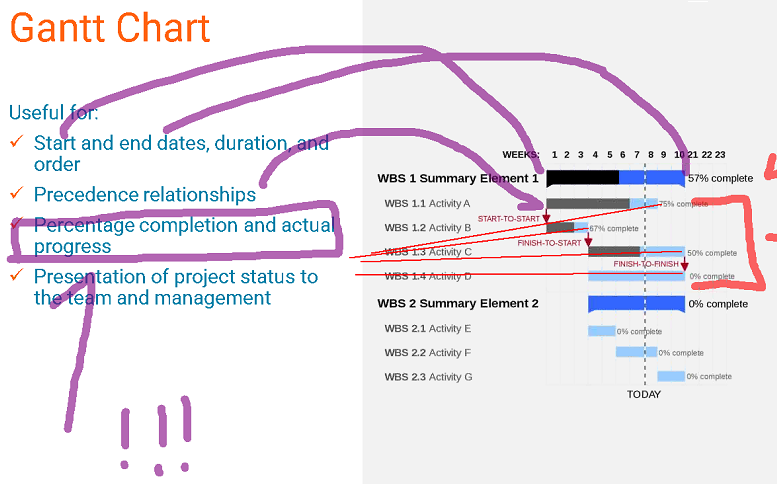 Gantt Chart
Useful for:
✓ Start and end dates, duration, and
order
✓ Precedence relationships
✓ Percentage completion and actual
progress
✓ Presentation of project status to
the team and management
WEEKS: 1 2 3 4 5 6 7 8 9 10 21 22 23
WBS 1 Summary Element 1 57% complete
WBS 1.1 Activity A 75% complete
START-TO-START
WBS 1.2 Activity B 67% complete
FINISH-TO-START
WBS 1.3 Activity C 50% complete
FINISH-TO-FINISH
WBS 1.4 Activity D 0% complete
WBS 2 Summary Element 2 0% complete
WBS 2.1 Activity E 0% complete
WBS 2.2 Activity F 0% complete
WBS 2.3 Activity G 0% complete
TODAY
!!!